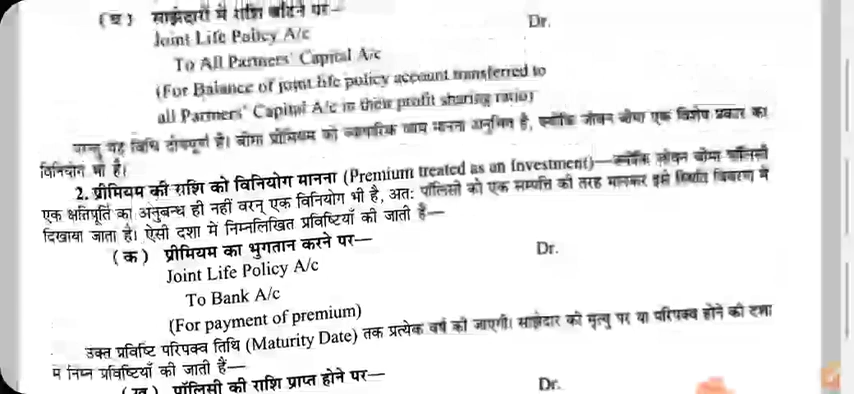 (घ) साझेदारों में राशि बाँटने पर— Dr.
Joint Life Policy A/c
To All Partners' Capital A/c
(For Balance of joint life policy account transferred to
all Partners' Capital A/c in their profit sharing ratio)
परन्तु यह विधि दोषपूर्ण है। बीमा प्रीमियम को व्यापारिक व्यय मानना अनुचित है, क्योंकि जीवन बीमा एक विशेष प्रकार का
विनियोग भी है।
2. प्रीमियम की राशि को विनियोग मानना (Premium treated as an Investment)—क्योंकि जीवन बीमा पॉलिसी
एक क्षतिपूर्ति का अनुबन्ध ही नहीं वरन् एक विनियोग भी है, अत: पॉलिसी को एक सम्पत्ति की तरह मानकर इसे स्थिति विवरण में
दिखाया जाता है। ऐसी दशा में निम्नलिखित प्रविष्टियाँ की जाती हैं—
(क) प्रीमियम का भुगतान करने पर— Dr.
Joint Life Policy A/c
To Bank A/c
(For payment of premium)
उक्त प्रविष्टि परिपक्व तिथि (Maturity Date) तक प्रत्येक वर्ष की जाएगी। साझेदार की मृत्यु पर या परिपक्व होने की दशा
में निम्न प्रविष्टियाँ की जाती हैं—
(ख) पॉलिसी की राशि प्राप्त होने पर— Dr.